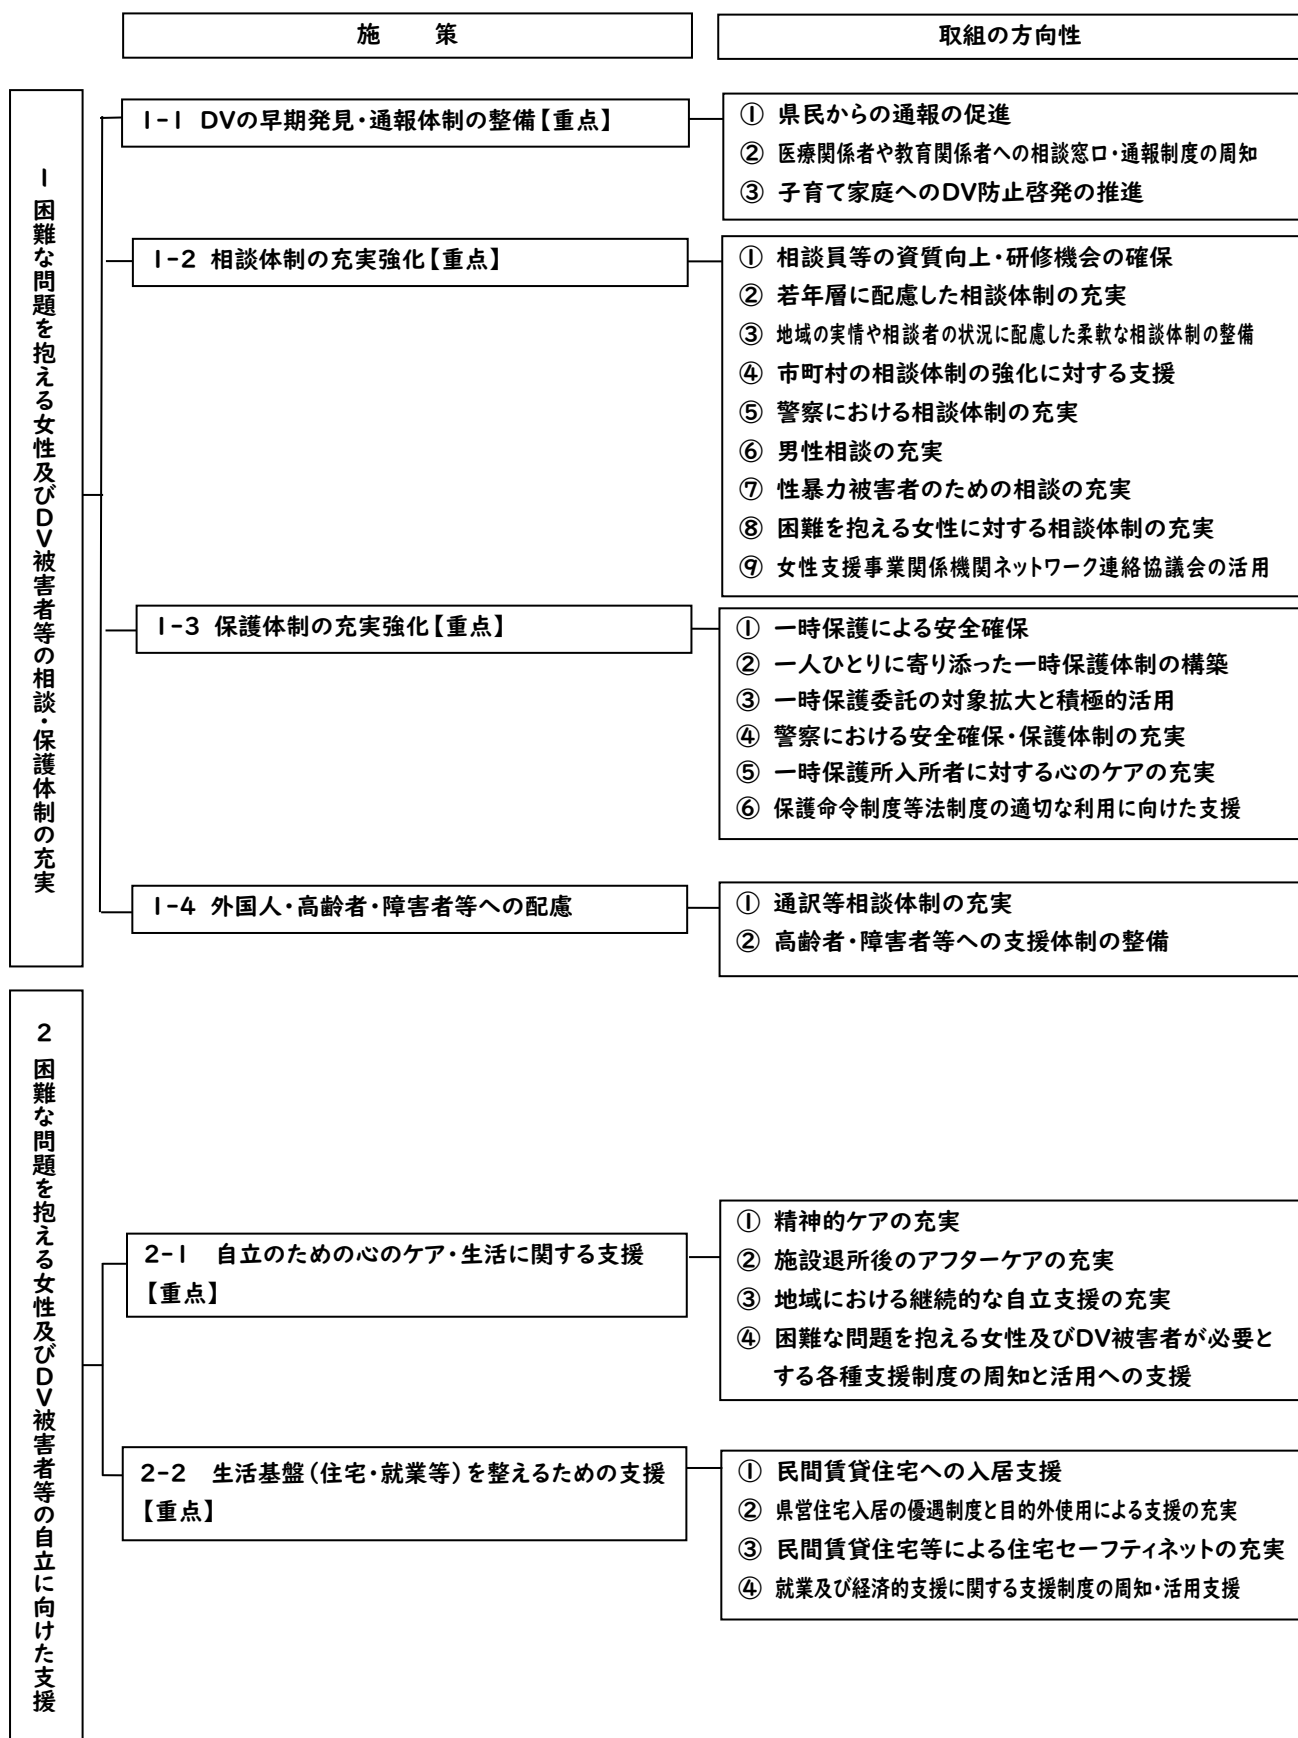 施　策
取組の方向性
1 困難な問題を抱える女性及びDV被害者等の相談・保護体制の充実
1-1 DVの早期発見・通報体制の整備【重点】
① 県民からの通報の促進
② 医療関係者や教育関係者への相談窓口・通報制度の周知
③ 子育て家庭へのDV防止啓発の推進
1-2 相談体制の充実強化【重点】
① 相談員等の資質向上・研修機会の確保
② 若年層に配慮した相談体制の充実
③ 地域の実情や相談者の状況に配慮した柔軟な相談体制の整備
④ 市町村の相談体制の強化に対する支援
⑤ 警察における相談体制の充実
⑥ 男性相談の充実
⑦ 性暴力被害者のための相談の充実
⑧ 困難を抱える女性に対する相談体制の充実
⑨ 女性支援事業関係機関ネットワーク連絡協議会の活用
1-3 保護体制の充実強化【重点】
① 一時保護による安全確保
② 一人ひとりに寄り添った一時保護体制の構築
③ 一時保護委託の対象拡大と積極的活用
④ 警察における安全確保・保護体制の充実
⑤ 一時保護所入所者に対する心のケアの充実
⑥ 保護命令制度等法制度の適切な利用に向けた支援
1-4 外国人・高齢者・障害者等への配慮
① 通訳等相談体制の充実
② 高齢者・障害者等への支援体制の整備
2 困難な問題を抱える女性及びDV被害者等の自立に向けた支援
2-1　自立のための心のケア・生活に関する支援
【重点】
① 精神的ケアの充実
② 施設退所後のアフターケアの充実
③ 地域における継続的な自立支援の充実
④ 困難な問題を抱える女性及びDV被害者が必要と
する各種支援制度の周知と活用への支援
2-2　生活基盤（住宅・就業等）を整えるための支援
【重点】
① 民間賃貸住宅への入居支援
② 県営住宅入居の優遇制度と目的外使用による支援の充実
③ 民間賃貸住宅等による住宅セーフティネットの充実
④ 就業及び経済的支援に関する支援制度の周知・活用支援